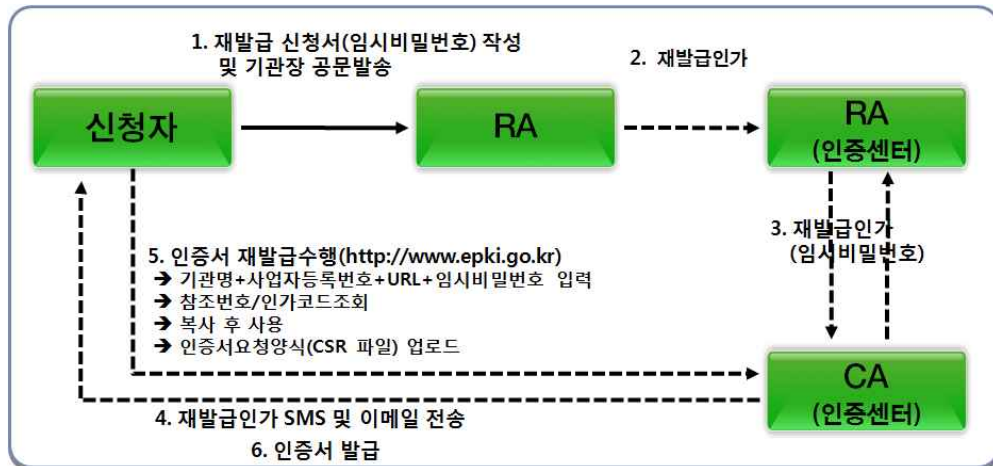 1. 재발급 신청서(임시비밀번호) 작성
및 기관장 공문발송
2. 재발급인가
신청자
RA
RA
(인증센터)
3. 재발급인가
(임시비밀번호)
5. 인증서 재발급수행(http://www.epki.go.kr)
➔ 기관명+사업자등록번호+URL+임시비밀번호 입력
➔ 참조번호/인가코드조회
➔ 복사 후 사용
➔ 인증서요청양식(CSR 파일) 업로드
CA
(인증센터)
4. 재발급인가 SMS 및 이메일 전송
6. 인증서 발급